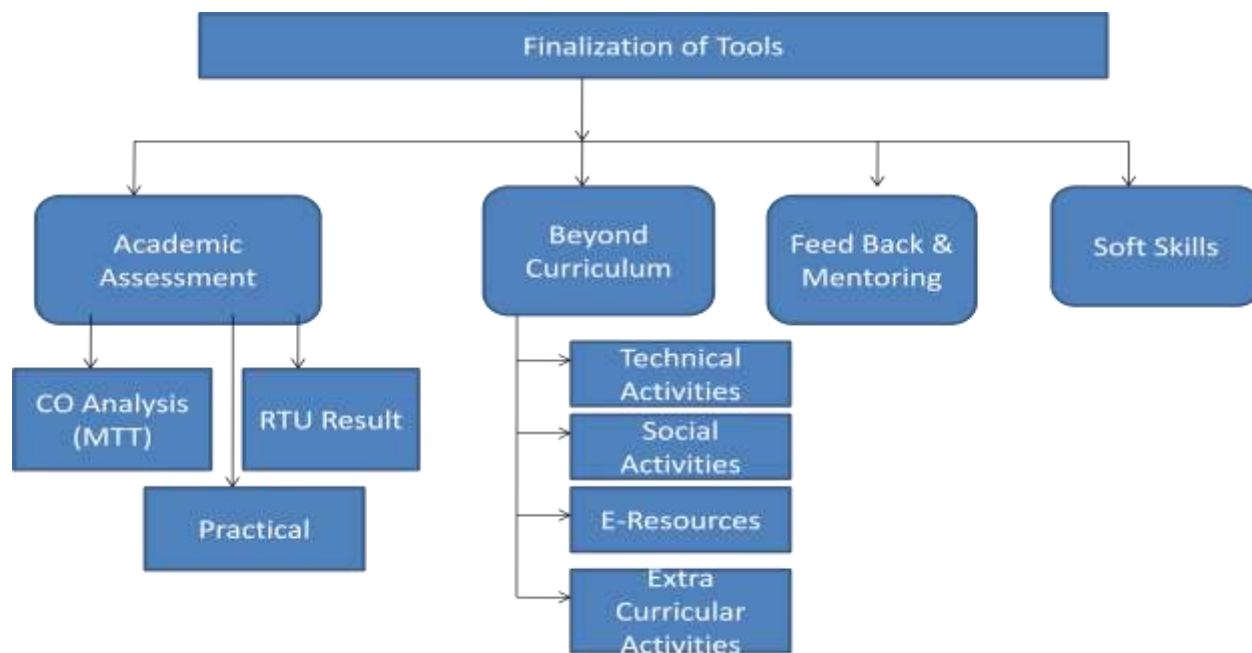 Finalization of Tools
Academic
Assessment
Beyond
Curriculum
Feed Back &
Mentoring
Soft Skills
CO Analysis
(MTT)
RTU Result
Practical
Technical
Activities
Social
Activities
E-Resources
Extra
Curricular
Activities